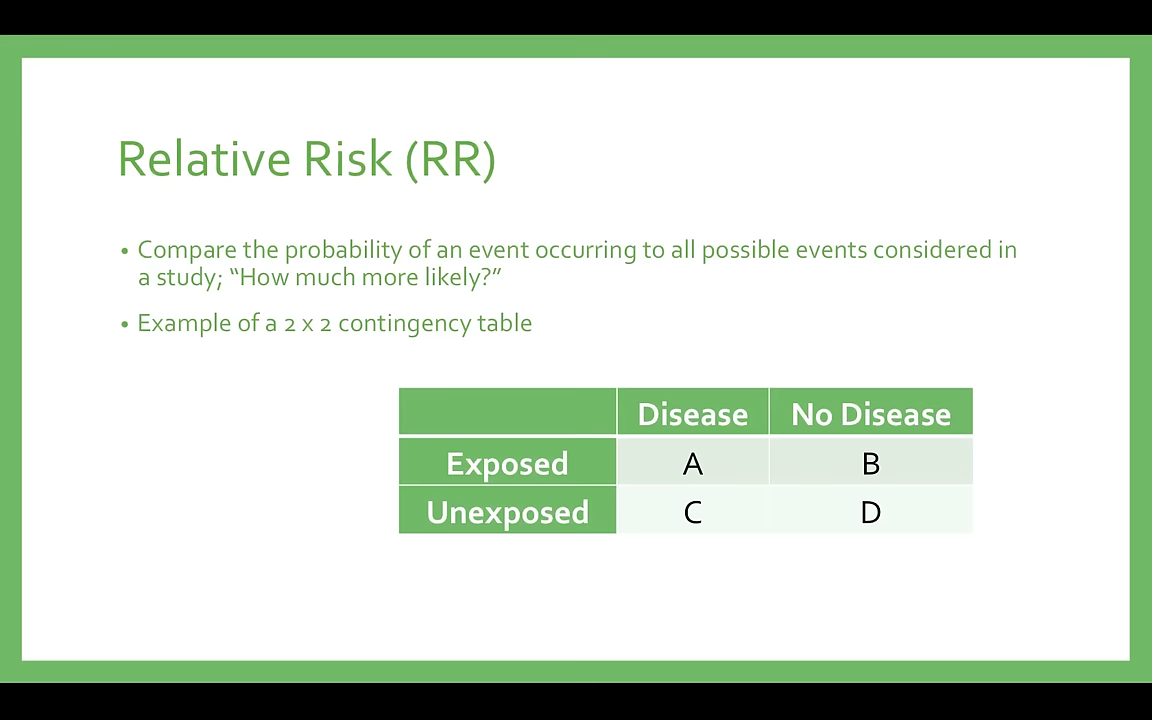 Relative Risk (RR)
• Compare the probability of an event occurring to all possible events considered in
a study; “How much more likely?”
• Example of a 2 x 2 contingency table
Disease No Disease
Exposed A B
Unexposed C D